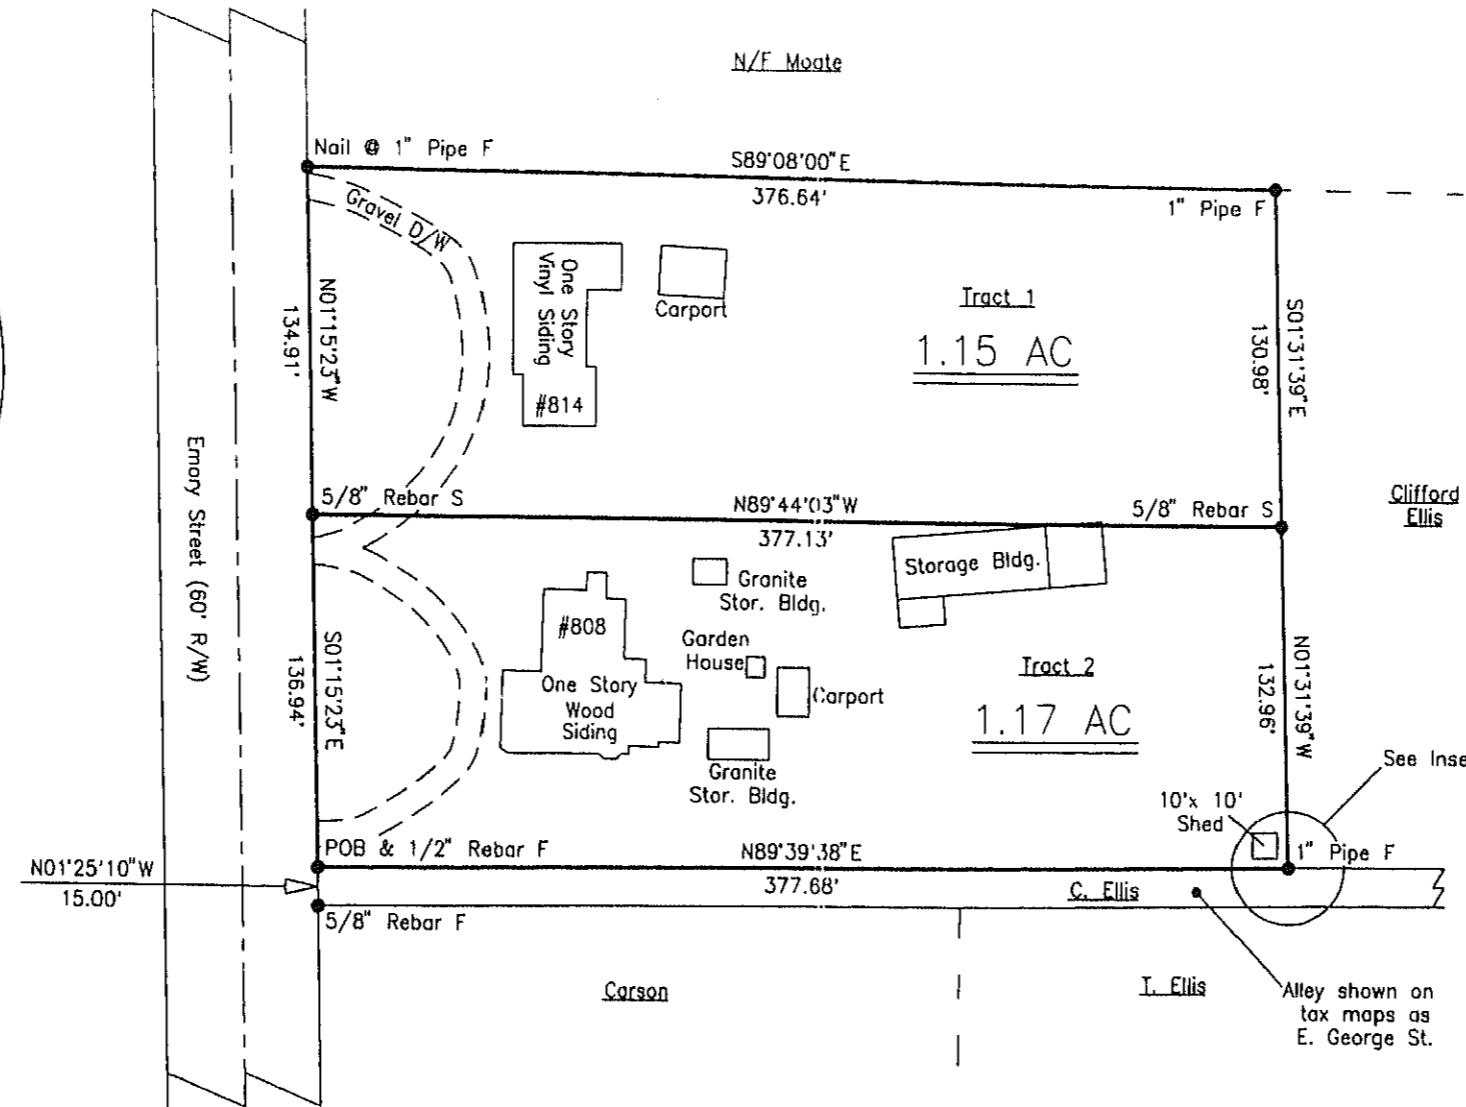 N/F Moate
Nail @ 1" Pipe F
S89°08'00"E
376.64'
1" Pipe F
Gravel D/W
N01°15'23"W
134.91'
One Story
Vinyl Siding
#814
Carport
Tract 1
1.15 AC
S01°31'39"E
130.98'
Emory Street (60' R/W)
5/8" Rebar S
N89°44'03"W
377.13'
5/8" Rebar S
Clifford
Ellis
S01°15'23"E
136.94'
#808
One Story
Wood
Siding
Granite
Stor. Bldg.
Garden
House
Carport
Granite
Stor. Bldg.
Storage Bldg.
Tract 2
1.17 AC
N01°31'39"W
132.96'
See Inse
10'x 10'
Shed
1" Pipe F
POB & 1/2" Rebar F
N89°39'38"E
377.68'
C. Ellis
N01°25'10"W
15.00'
5/8" Rebar F
Carson
T. Ellis
Alley shown on
tax maps as
E. George St.